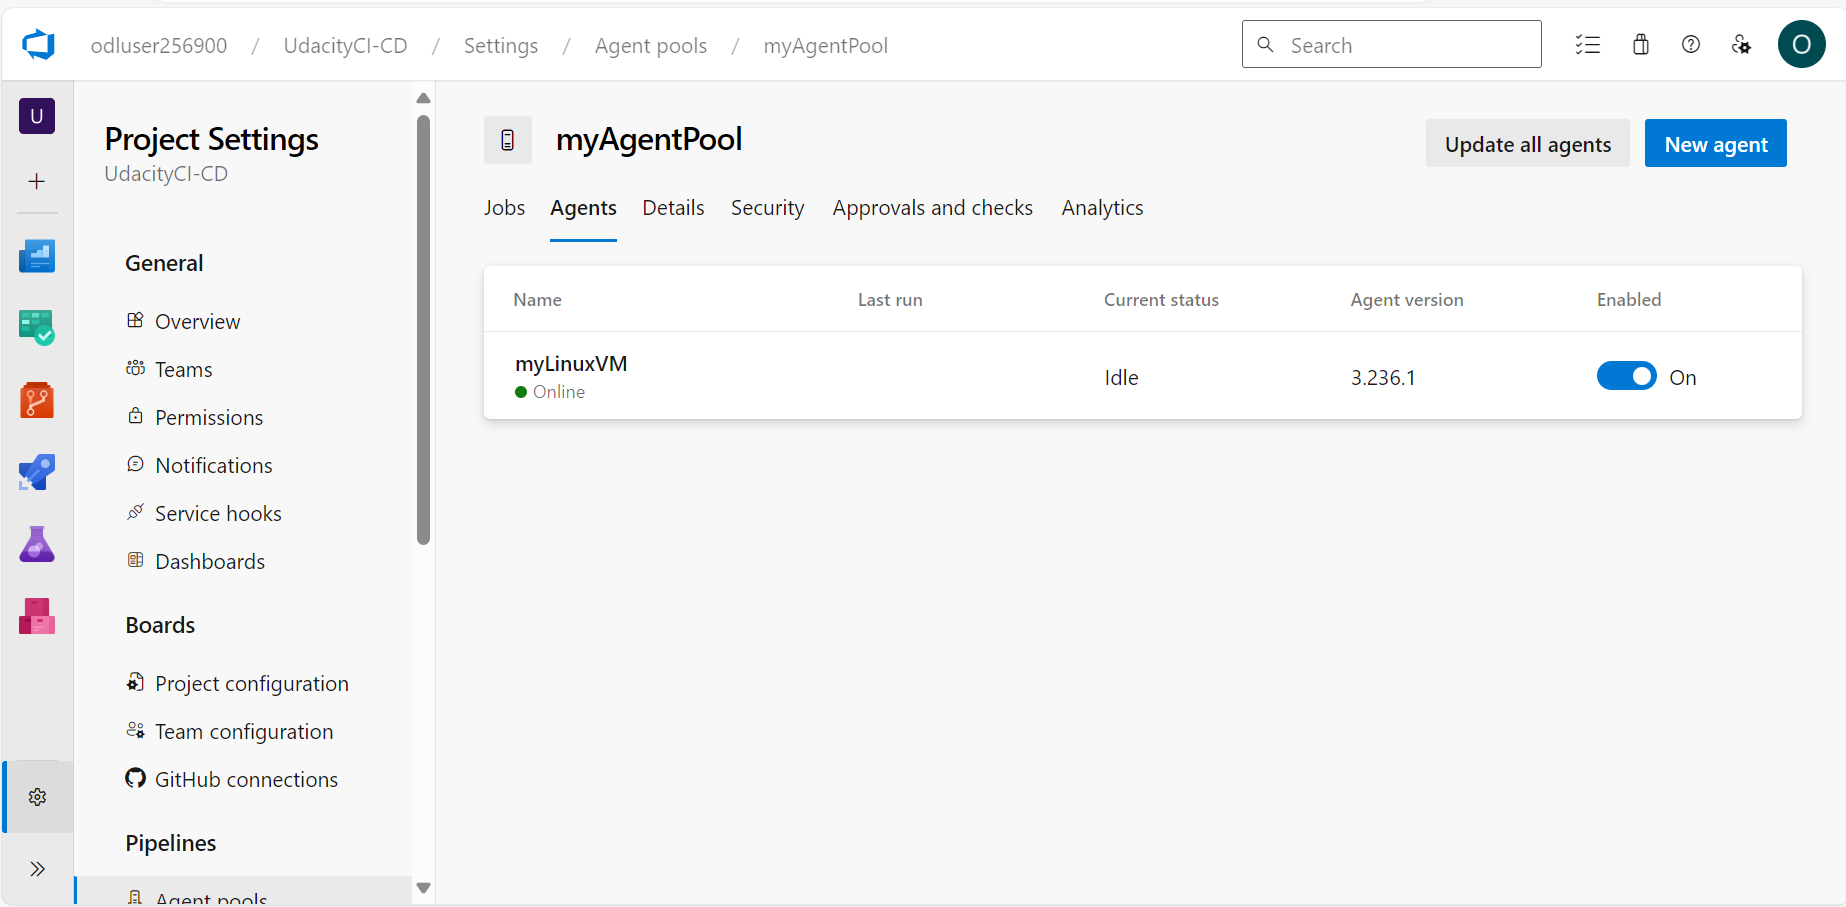 odluser256900 / UdacityCI-CD / Settings / Agent pools / myAgentPool
Search
O
U
Project Settings
UdacityCI-CD
General
Overview
Teams
Permissions
Notifications
Service hooks
Dashboards
Boards
Project configuration
Team configuration
GitHub connections
Pipelines
Agent pools
myAgentPool
Update all agents
New agent
Jobs Agents Details Security Approvals and checks Analytics
Name Last run Current status Agent version Enabled
myLinuxVM Idle 3.236.1 On
Online